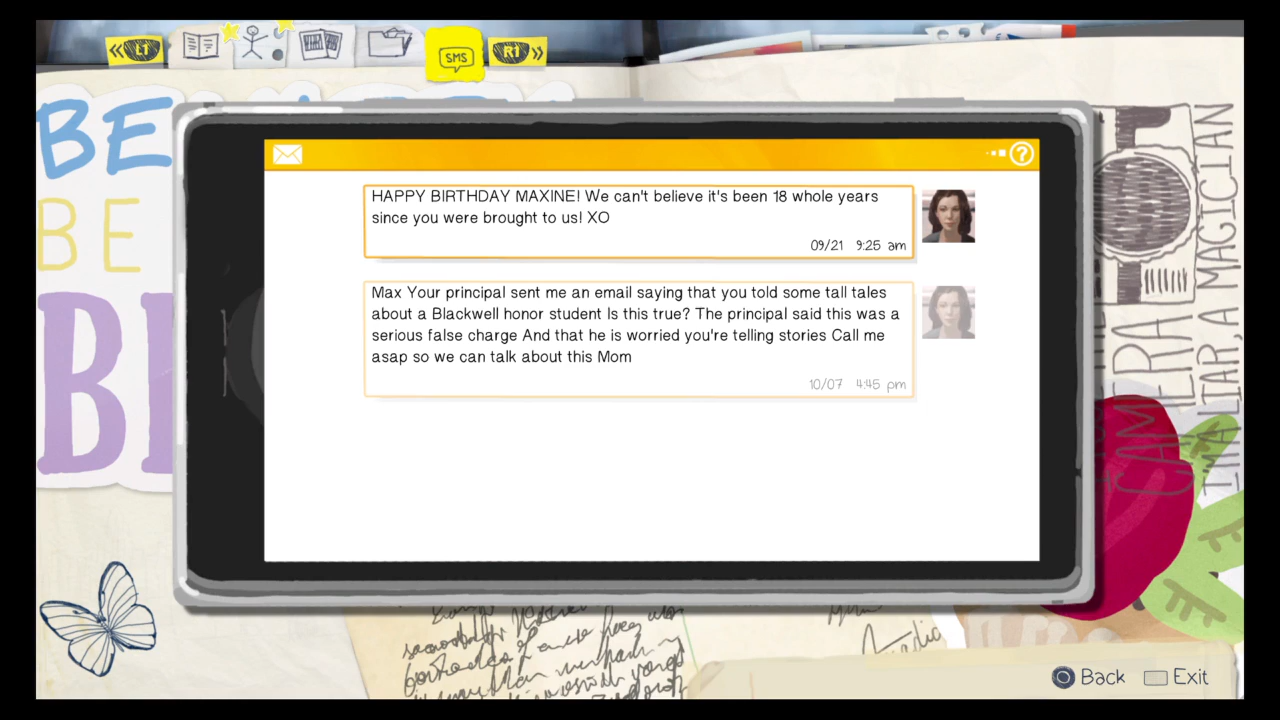 L1
SMS
R1
BE
BE
HAPPY BIRTHDAY MAXINE! We can't believe it's been 18 whole years
since you were brought to us! XO
09/21 9:25 am
Max Your principal sent me an email saying that you told some tall tales
about a Blackwell honor student Is this true? The principal said this was a
serious false charge And that he is worried you're telling stories Call me
asap so we can talk about this Mom
10/07 4:45 pm
?
CAMERA
I'M A LIAR, A MAGICIAN
Back
Exit